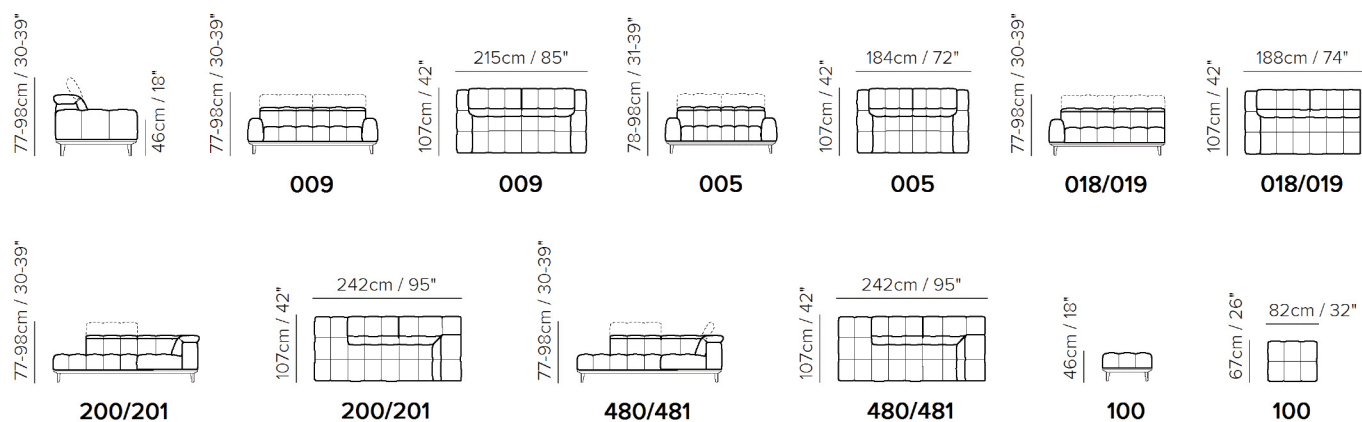 77-98cm / 30-39"
46cm / 18"
77-98cm / 30-39"
009
215cm / 85"
107cm / 42"
009
78-98cm / 31-39"
005
184cm / 72"
107cm / 42"
005
77-98cm / 30-39"
018/019
188cm / 74"
107cm / 42"
018/019
77-98cm / 30-39"
200/201
242cm / 95"
107cm / 42"
200/201
77-98cm / 30-39"
480/481
242cm / 95"
107cm / 42"
480/481
46cm / 18"
100
82cm / 32"
67cm / 26"
100